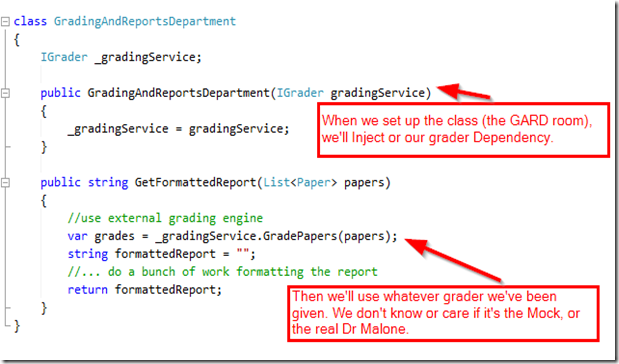 class GradingAndReportsDepartment
{
IGrader _gradingService;
public GradingAndReportsDepartment(IGrader gradingService)
{
_gradingService = gradingService;
}
When we set up the class (the GARD room),
we'll Inject or our grader Dependency.
public string GetFormattedReport(List<Paper> papers)
{
//use external grading engine
var grades = _gradingService.GradePapers(papers);
string formattedReport = "";
//... do a bunch of work formatting the report
return formattedReport;
}
}
Then we'll use whatever grader we've been
given. We don't know or care if it's the Mock, or
the real Dr Malone.